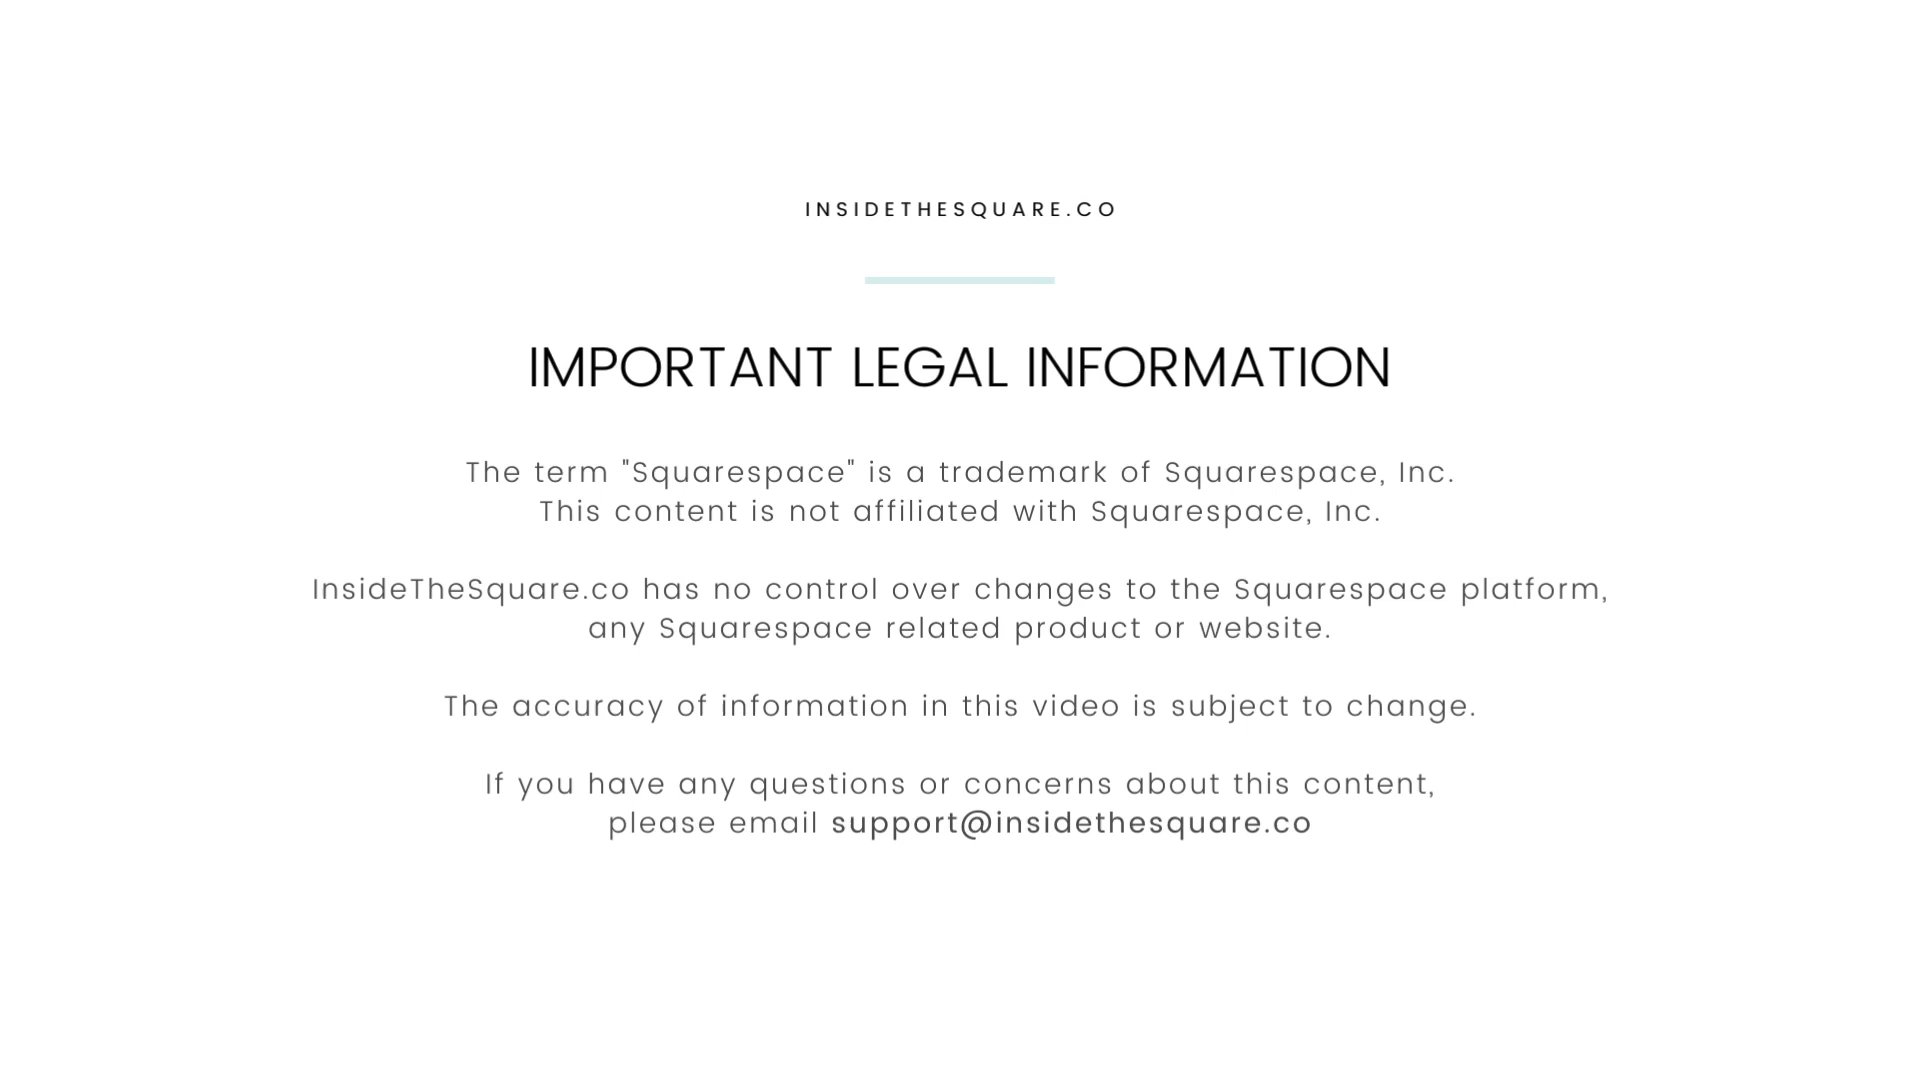 INSIDETHESQUARE.CO
IMPORTANT LEGAL INFORMATION
The term "Squarespace" is a trademark of Squarespace, Inc.
This content is not affiliated with Squarespace, Inc.
InsideTheSquare.co has no control over changes to the Squarespace platform,
any Squarespace related product or website.
The accuracy of information in this video is subject to change.
If you have any questions or concerns about this content,
please email support@insidethesquare.co